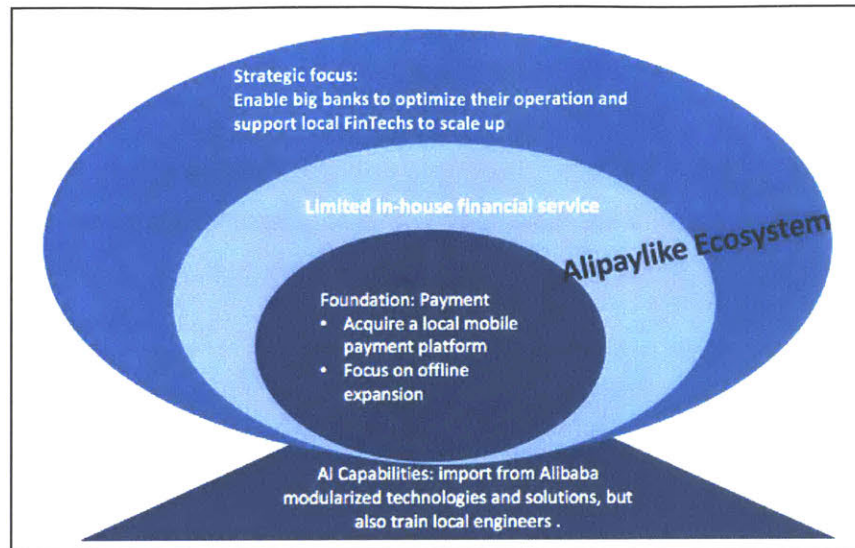 Strategic focus:
Enable big banks to optimize their operation and
support local FinTechs to scale up
Limited in-house financial service
Alipaylike Ecosystem
Foundation: Payment
• Acquire a local mobile
payment platform
• Focus on offline
expansion
AI Capabilities: import from Alibaba
modularized technologies and solutions, but
also train local engineers .